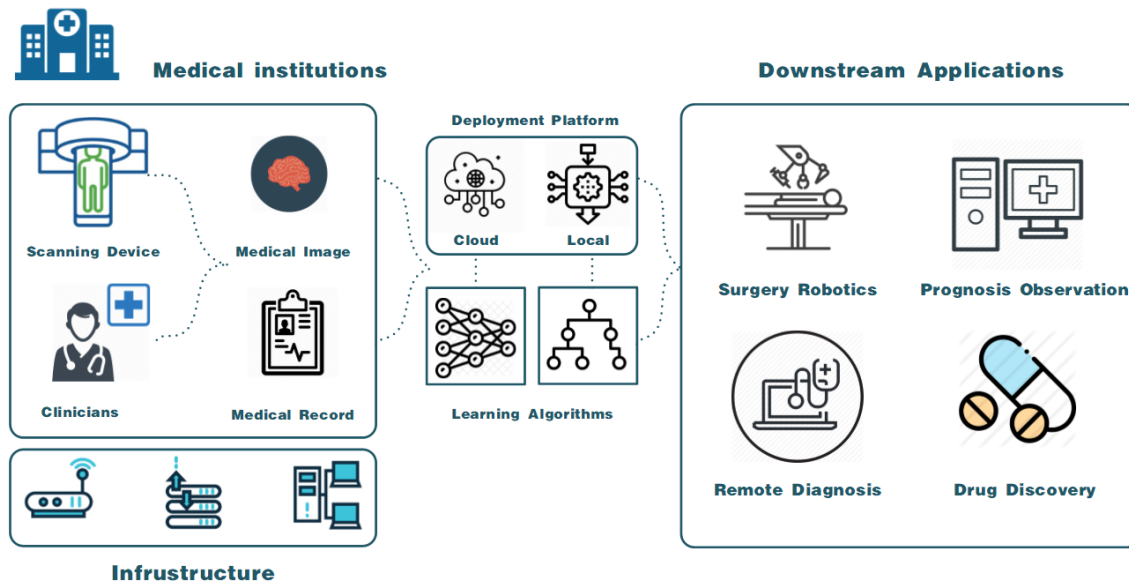 Medical institutions
Downstream Applications
Deployment Platform
Cloud
Local
Scanning Device
Medical Image
Surgery Robotics
Prognosis Observation
Clinicians
Medical Record
Learning Algorithms
Remote Diagnosis
Drug Discovery
Infrustructure